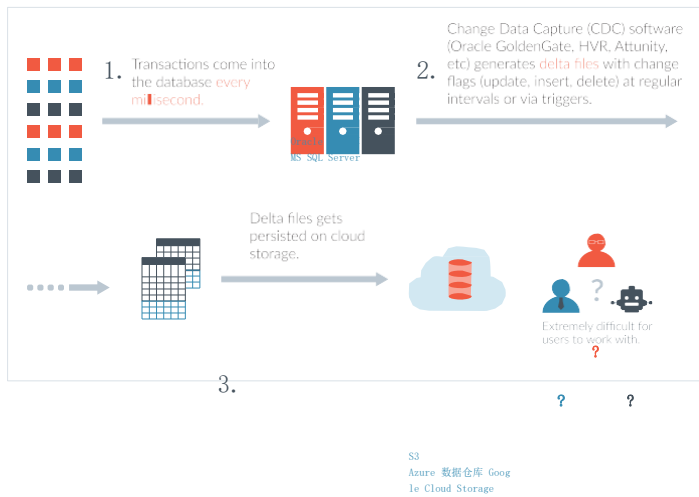 1.
Transactions come into
the database every
millisecond.
2.
Change Data Capture (CDC) software
(Oracle GoldenGate, HVR, Attunity,
etc) generates delta files with change
flags (update, insert, delete) at regular
intervals or via triggers.
Oracle
MS SQL Server
Delta files gets
persisted on cloud
storage.
?
Extremely difficult for
users to work with.
?
3.
? ?
S3
Azure 数据仓库 Goog
le Cloud Storage